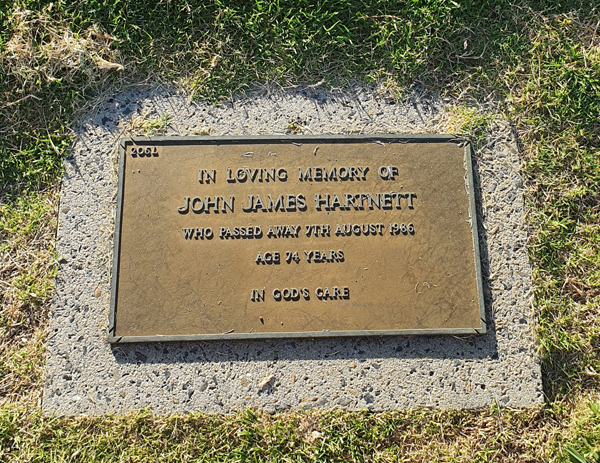 2051
IN LOVING MEMORY OF
JOHN JAMES HARTNETT
WHO PASSED AWAY 7TH AUGUST 1986
AGE 74 YEARS
IN GOD'S CARE